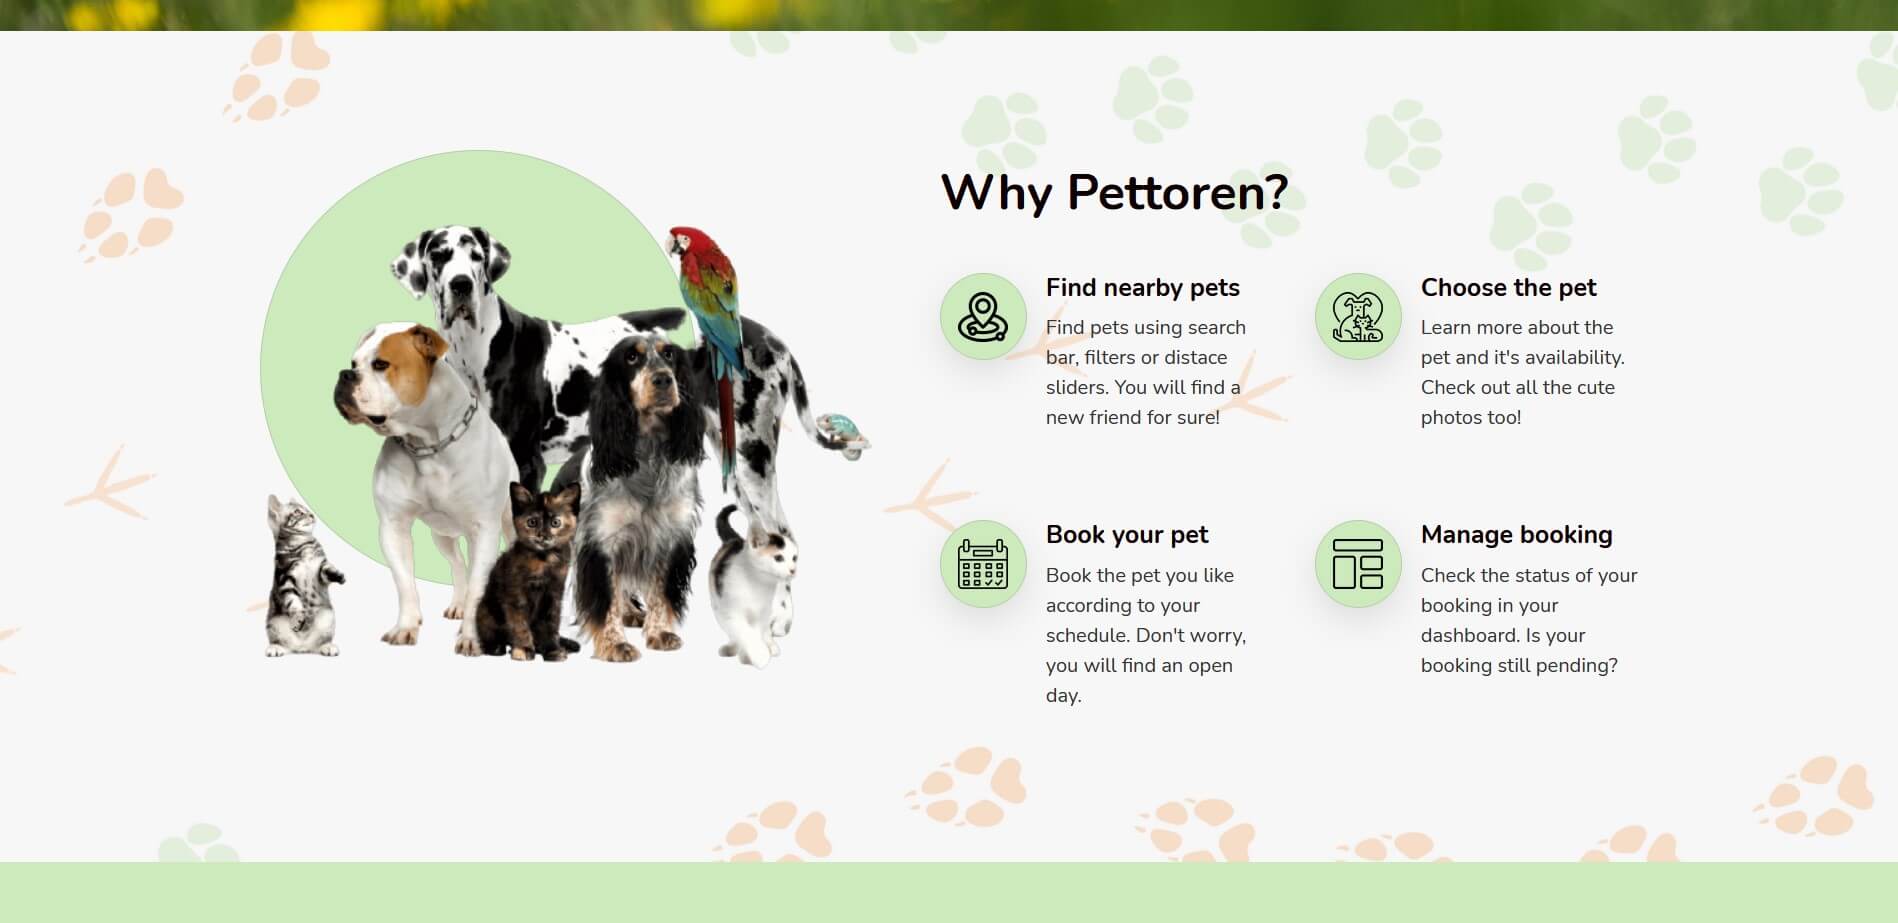 Why Pettoren?
Find nearby pets
Find pets using search
bar, filters or distace
sliders. You will find a
new friend for sure!
Choose the pet
Learn more about the
pet and it's availability.
Check out all the cute
photos too!
Book your pet
Book the pet you like
according to your
schedule. Don't worry,
you will find an open
day.
Manage booking
Check the status of your
booking in your
dashboard. Is your
booking still pending?